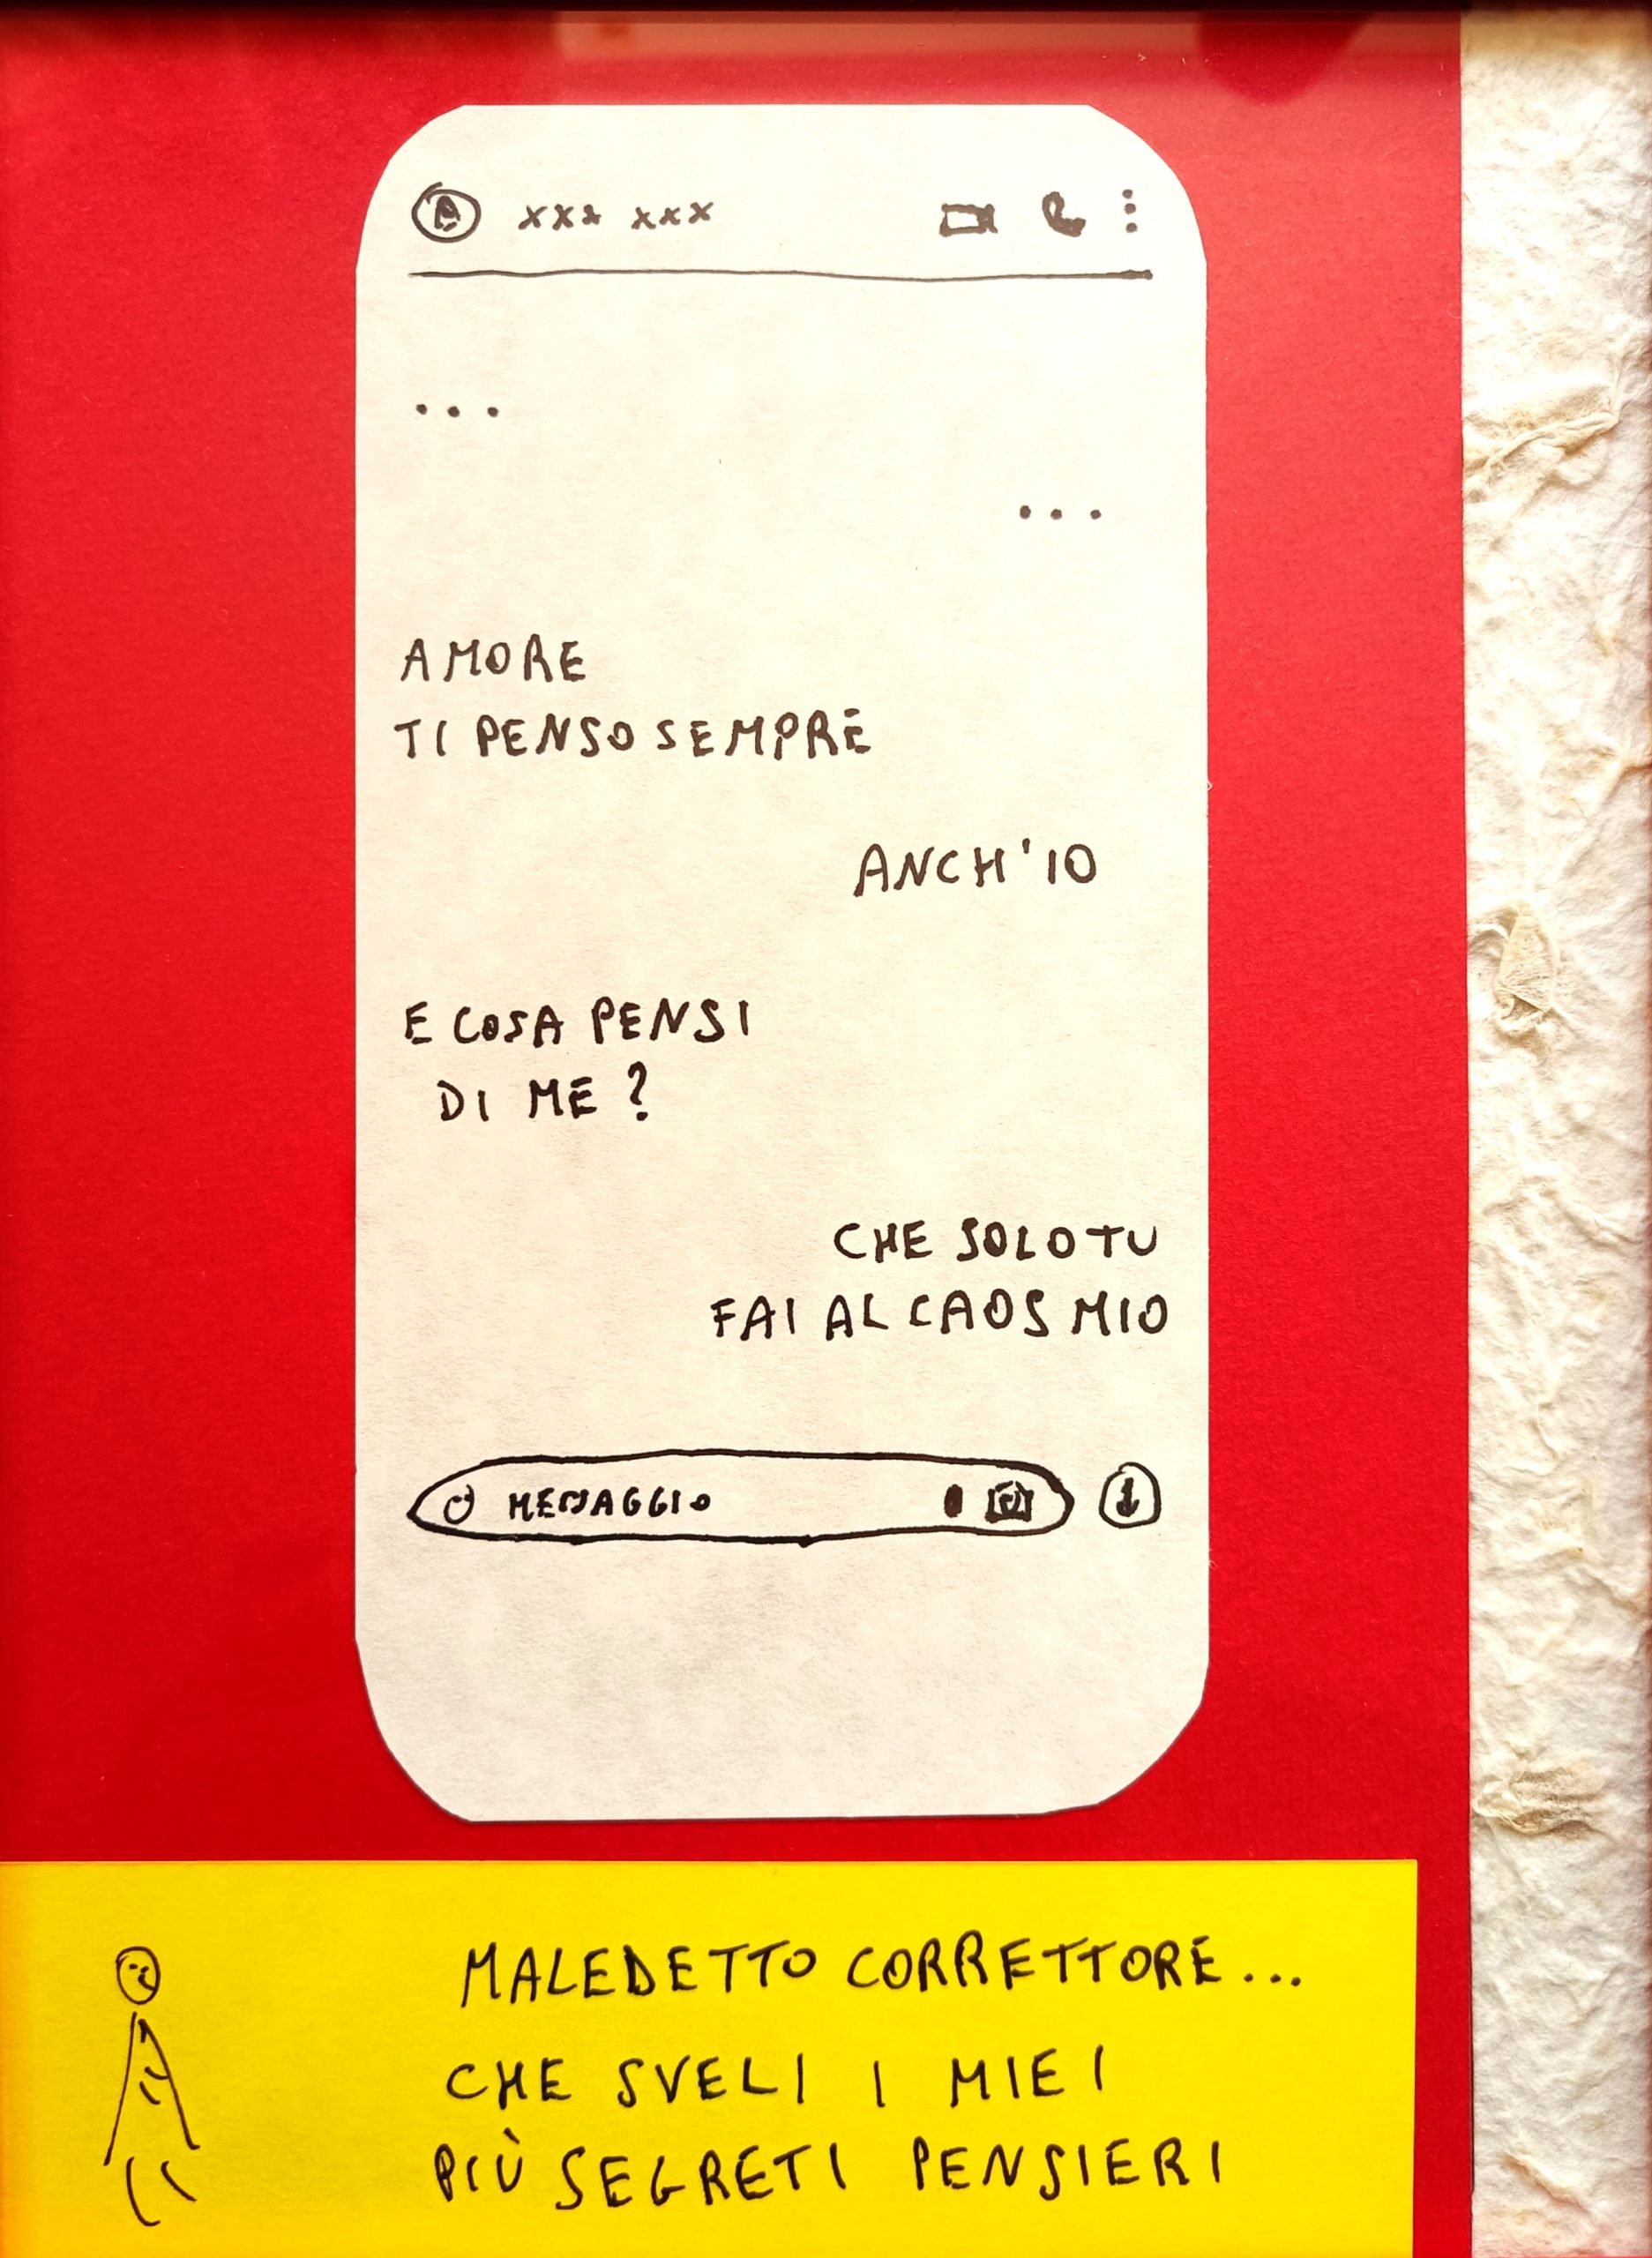 xxx xxx
...
...
AMORE
TI PENSO SEMPRE
ANCH'IO
E COSA PENSI
DI ME?
CHE SOLO TU
FAI AL CAOS MIO
MESSAGGIO
MALEDETTO CORRETTORE...
CHE SVELI I MIEI
PIÙ SEGRETI PENSIERI